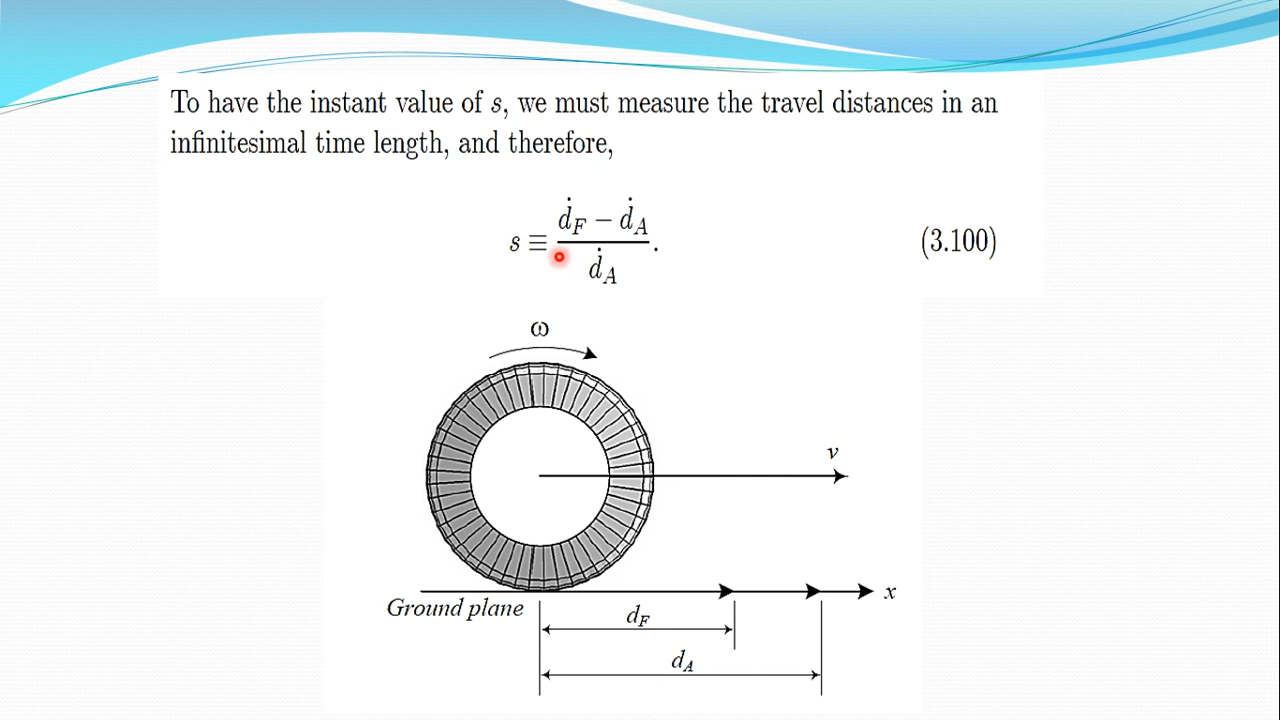 To have the instant value of s, we must measure the travel distances in an
infinitesimal time length, and therefore,
s ≡ (ḋ_F − ḋ_A) / ḋ_A . (3.100)
ω
v
x
Ground plane
d_F
d_A